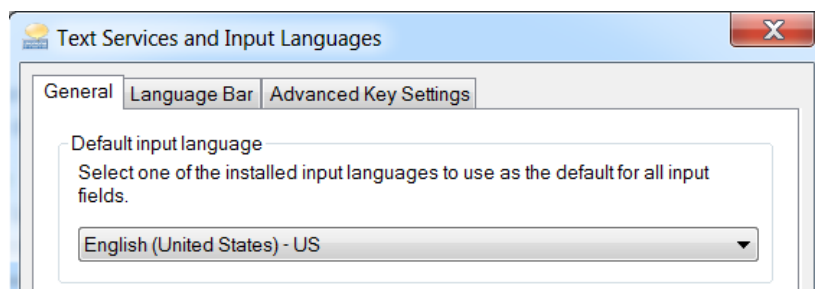 Text Services and Input Languages
General Language Bar Advanced Key Settings
Default input language
Select one of the installed input languages to use as the default for all input
fields.
English (United States) - US